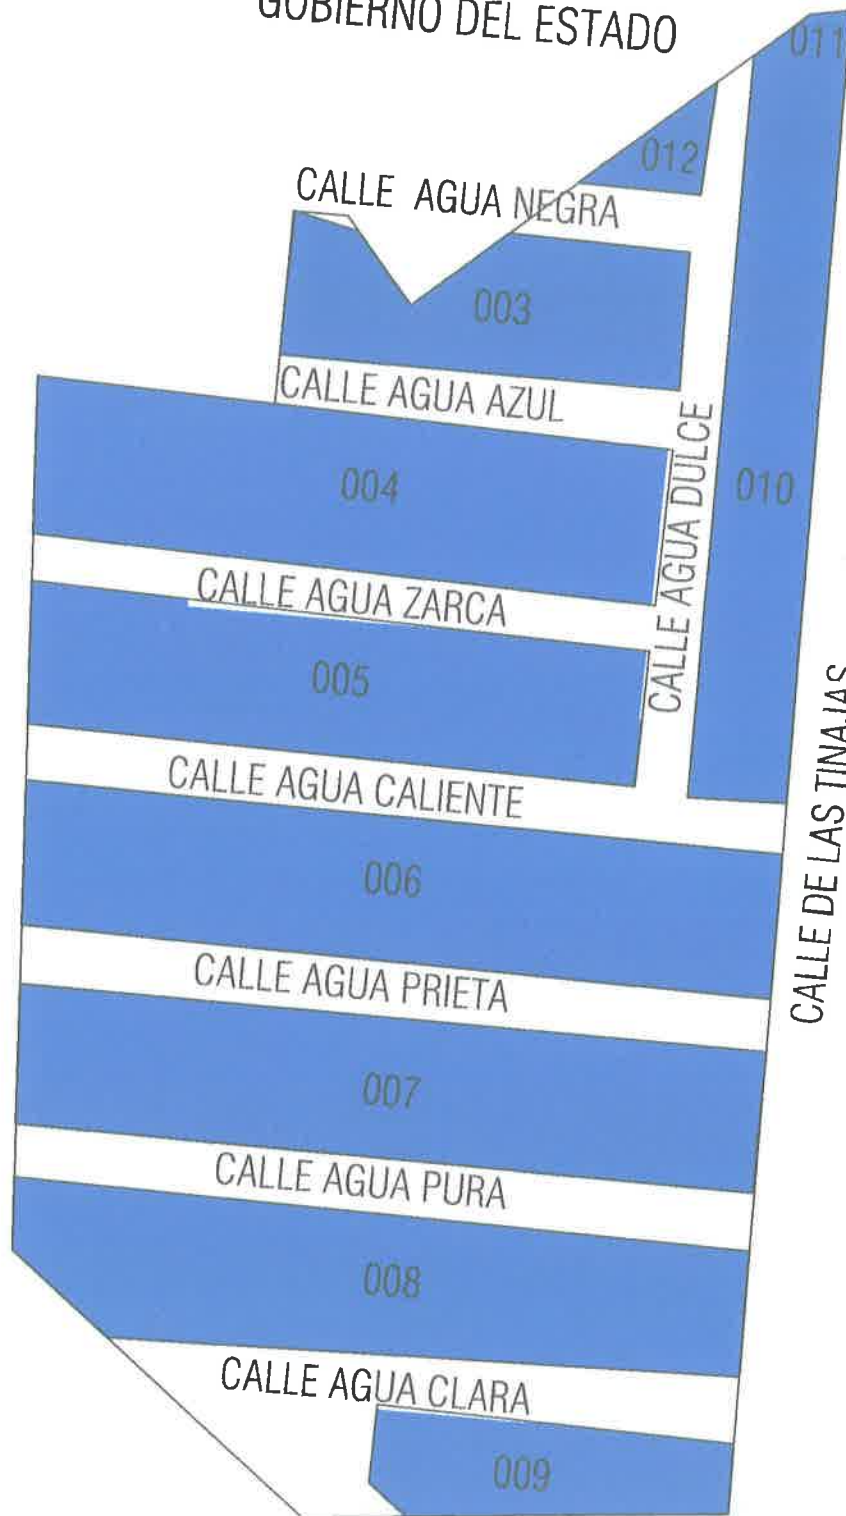 GOBIERNO DEL ESTADO
011
012
CALLE AGUA NEGRA
003
CALLE AGUA AZUL
004
010
CALLE AGUA DULCE
CALLE AGUA ZARCA
005
CALLE AGUA CALIENTE
006
CALLE DE LAS TINAJAS
CALLE AGUA PRIETA
007
CALLE AGUA PURA
008
CALLE AGUA CLARA
009